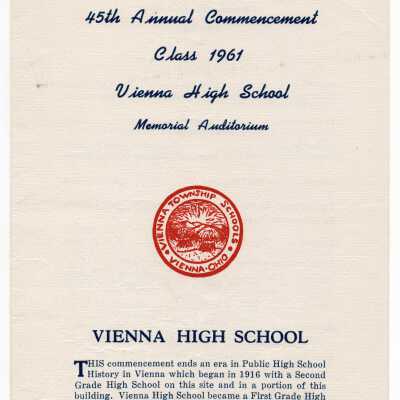 45th Annual Commencement
Class 1961
Vienna High School
Memorial Auditorium
VIENNA TOWNSHIP SCHOOLS
VIENNA-OHIO
VIENNA HIGH SCHOOL
THIS commencement ends an era in Public High School
History in Vienna which began in 1916 with a Second
Grade High School on this site and in a portion of this
building. Vienna High School became a First Grade High